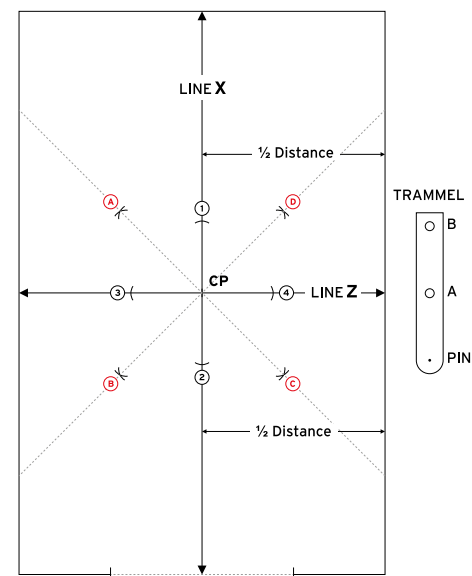 LINE X
½ Distance
TRAMMEL
A
D
1
B
CP
3
4
LINE Z
A
B
C
2
PIN
½ Distance